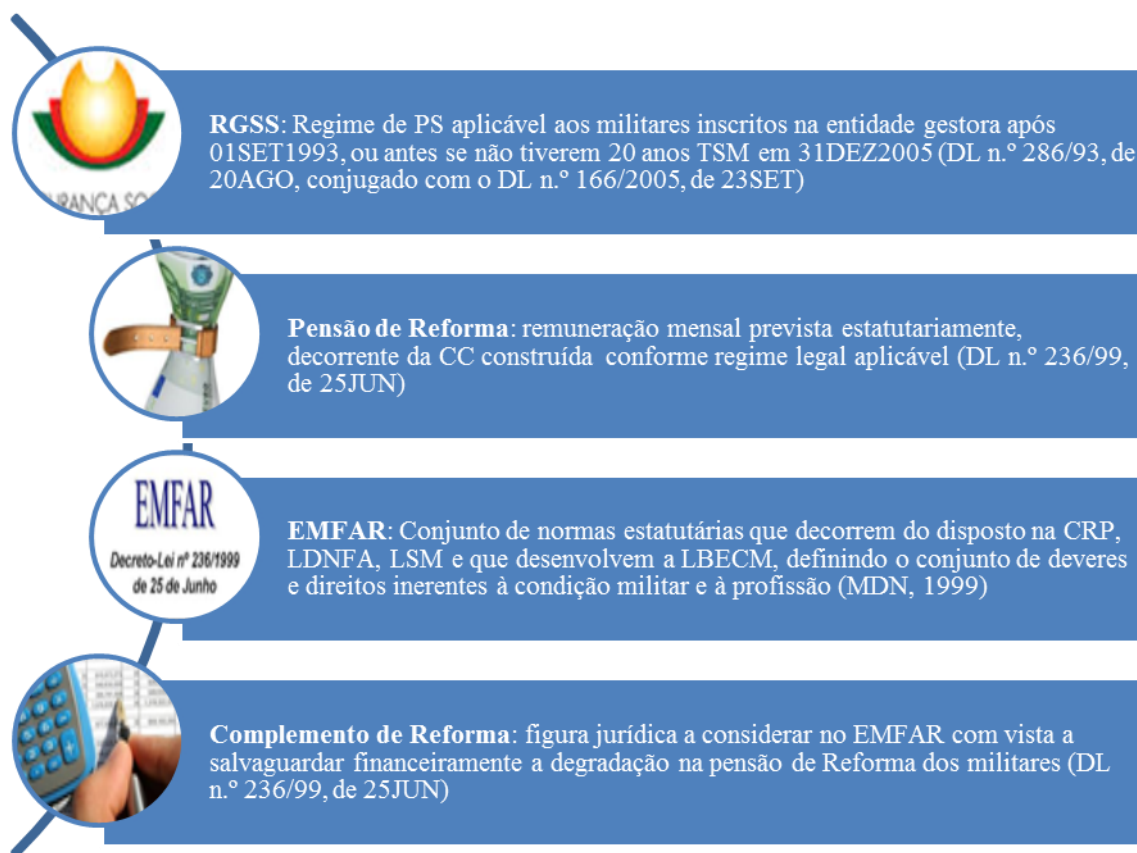 RGSS: Regime de PS aplicável aos militares inscritos na entidade gestora após
01SET1993, ou antes se não tiverem 20 anos TSM em 31DEZ2005 (DL n.º 286/93, de
20AGO, conjugado com o DL n.º 166/2005, de 23SET)
Pensão de Reforma: remuneração mensal prevista estatutariamente,
decorrente da CC construída conforme regime legal aplicável (DL n.º 236/99,
de 25JUN)
EMFAR
Decreto-Lei nº 236/1999
de 25 de Junho
EMFAR: Conjunto de normas estatutárias que decorrem do disposto na CRP,
LDNFA, LSM e que desenvolvem a LBECM, definindo o conjunto de deveres
e direitos inerentes à condição militar e à profissão (MDN, 1999)
Complemento de Reforma: figura jurídica a considerar no EMFAR com vista a
salvaguardar financeiramente a degradação na pensão de Reforma dos militares (DL
n.º 236/99, de 25JUN)